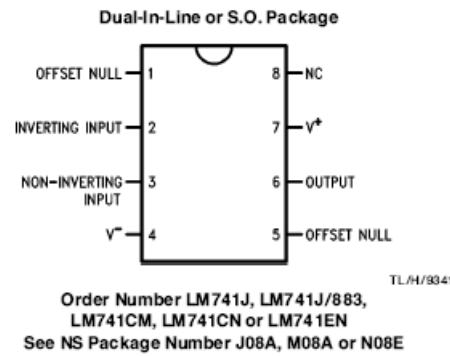 Dual-In-Line or S.O. Package
OFFSET NULL 1 8 NC
INVERTING INPUT 2 7 V+
NON-INVERTING INPUT 3 6 OUTPUT
V- 4 5 OFFSET NULL
TL/H/9341
Order Number LM741J, LM741J/883,
LM741CM, LM741CN or LM741EN
See NS Package Number J08A, M08A or N08E